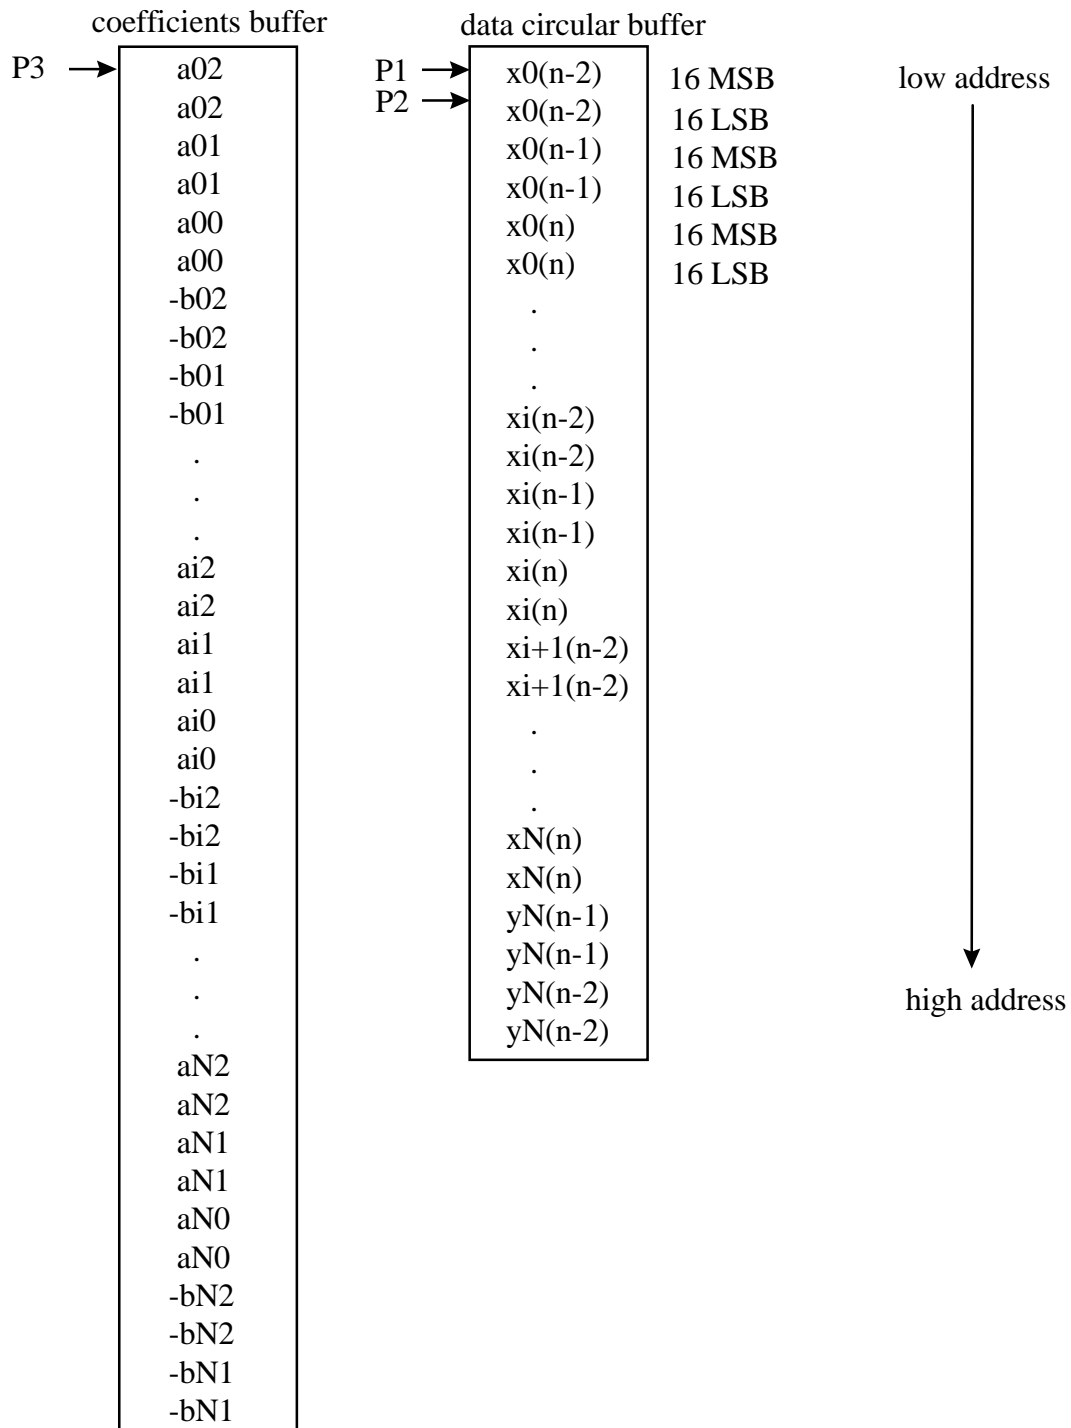 coefficients buffer
P3
a02
a02
a01
a01
a00
a00
-b02
-b02
-b01
-b01
.
.
.
ai2
ai2
ai1
ai1
ai0
ai0
-bi2
-bi2
-bi1
-bi1
.
.
.
aN2
aN2
aN1
aN1
aN0
aN0
-bN2
-bN2
-bN1
-bN1
data circular buffer
P1
P2
x0(n-2) 16 MSB
x0(n-2) 16 LSB
x0(n-1) 16 MSB
x0(n-1) 16 LSB
x0(n) 16 MSB
x0(n) 16 LSB
.
.
.
xi(n-2)
xi(n-2)
xi(n-1)
xi(n-1)
xi(n)
xi(n)
xi+1(n-2)
xi+1(n-2)
.
.
.
xN(n)
xN(n)
yN(n-1)
yN(n-1)
yN(n-2)
yN(n-2)
low address
high address